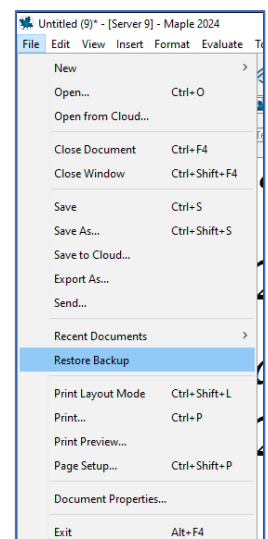 Untitled (9)* - [Server 9] - Maple 2024
File Edit View Insert Format Evaluate
New >
Open... Ctrl+O
Open from Cloud...
Close Document Ctrl+F4
Close Window Ctrl+Shift+F4
Save Ctrl+S
Save As... Ctrl+Shift+S
Save to Cloud...
Export As...
Send...
Recent Documents >
Restore Backup
Print Layout Mode Ctrl+Shift+L
Print... Ctrl+P
Print Preview...
Page Setup... Ctrl+Shift+P
Document Properties...
Exit Alt+F4